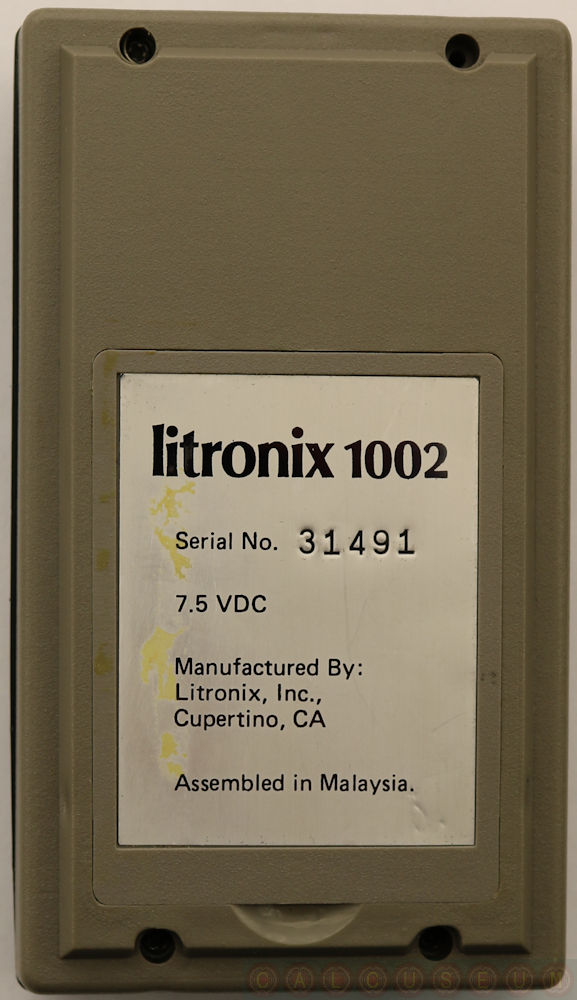 litronix 1002
Serial No. 31491
7.5 VDC
Manufactured By:
Litronix, Inc.,
Cupertino, CA
Assembled in Malaysia.
CALCUSEUM